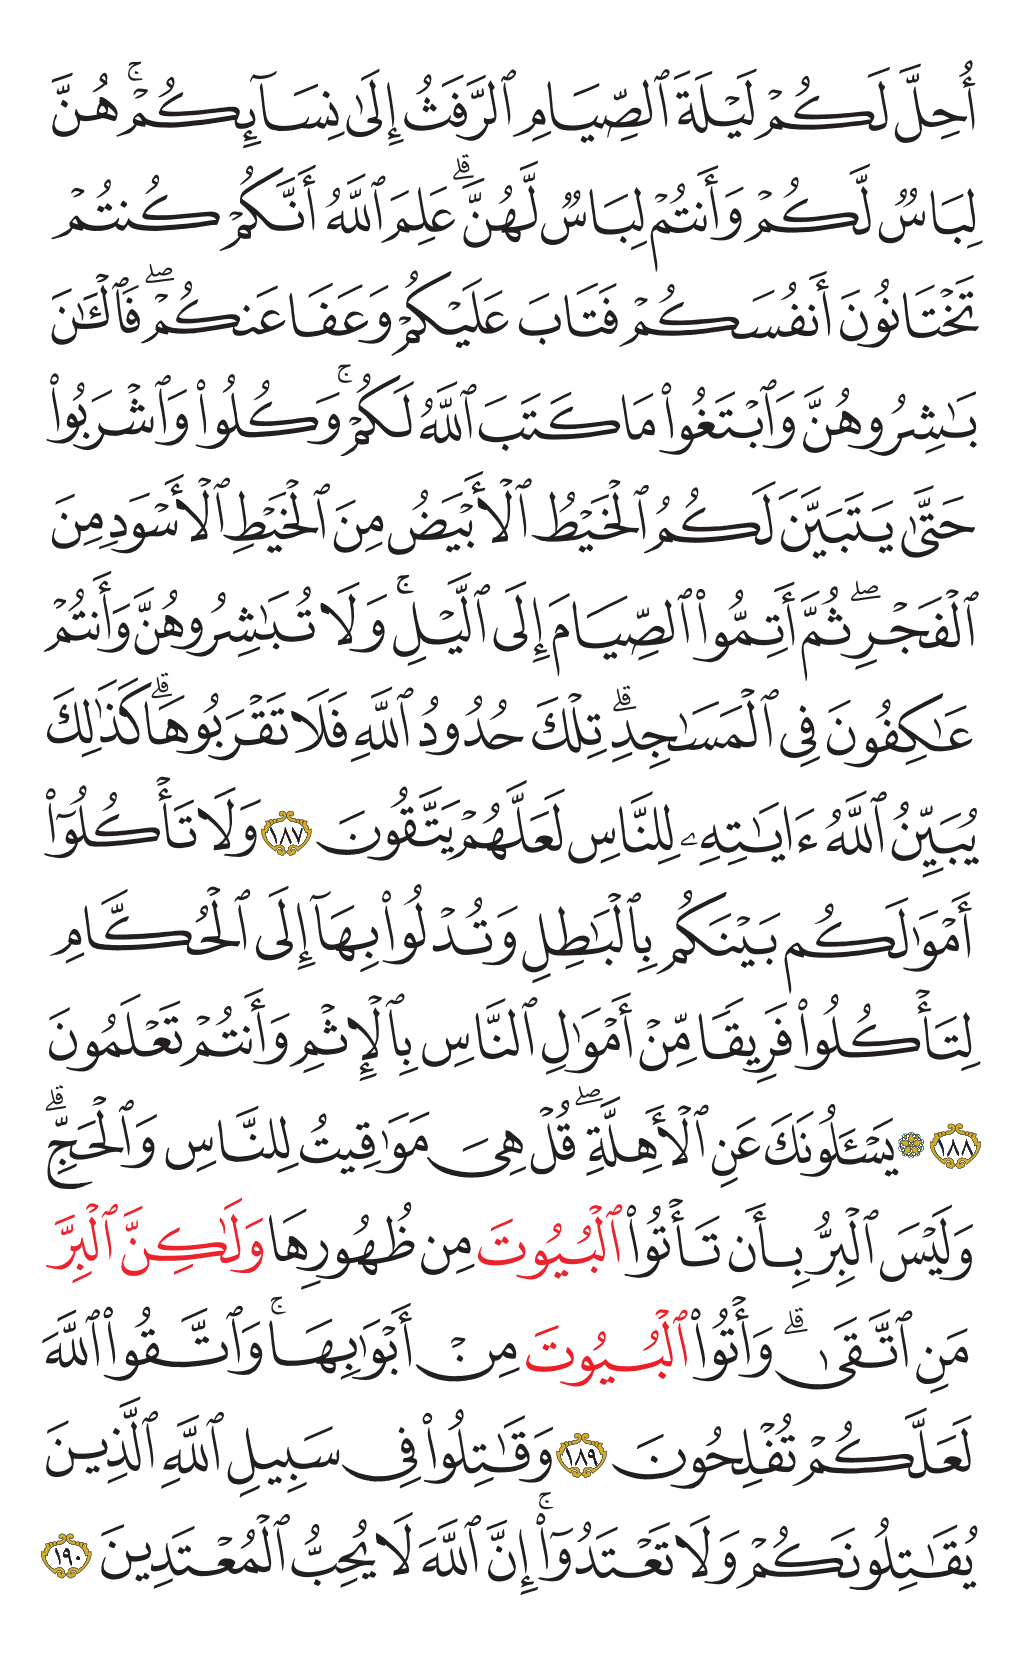 أُحِلَّ لَكُمْ لَيْلَةَ ٱلصِّيَامِ ٱلرَّفَثُ إِلَىٰ نِسَآئِكُمْۚ هُنَّ
لِبَاسٌ لَّكُمْ وَأَنتُمْ لِبَاسٌ لَّهُنَّۗ عَلِمَ ٱللَّهُ أَنَّكُمْ كُنتُمْ
تَخْتَانُونَ أَنفُسَكُمْ فَتَابَ عَلَيْكُمْ وَعَفَا عَنكُمْۖ فَٱلْـَٰٔنَ
بَـٰشِرُوهُنَّ وَٱبْتَغُوا۟ مَا كَتَبَ ٱللَّهُ لَكُمْۚ وَكُلُوا۟ وَٱشْرَبُوا۟
حَتَّىٰ يَتَبَيَّنَ لَكُمُ ٱلْخَيْطُ ٱلْأَبْيَضُ مِنَ ٱلْخَيْطِ ٱلْأَسْوَدِ مِنَ
ٱلْفَجْرِۖ ثُمَّ أَتِمُّوا۟ ٱلصِّيَامَ إِلَى ٱلَّيْلِۚ وَلَا تُبَـٰشِرُوهُنَّ وَأَنتُمْ
عَـٰكِفُونَ فِى ٱلْمَسَـٰجِدِۗ تِلْكَ حُدُودُ ٱللَّهِ فَلَا تَقْرَبُوهَاۗ كَذَٰلِكَ
يُبَيِّنُ ٱللَّهُ ءَايَـٰتِهِۦ لِلنَّاسِ لَعَلَّهُمْ يَتَّقُونَ ١٨٧ وَلَا تَأْكُلُوٓا۟
أَمْوَٰلَكُم بَيْنَكُم بِٱلْبَـٰطِلِ وَتُدْلُوا۟ بِهَآ إِلَى ٱلْحُكَّامِ
لِتَأْكُلُوا۟ فَرِيقًا مِّنْ أَمْوَٰلِ ٱلنَّاسِ بِٱلْإِثْمِ وَأَنتُمْ تَعْلَمُونَ
١٨٨ ۞ يَسْـَٔلُونَكَ عَنِ ٱلْأَهِلَّةِۖ قُلْ هِىَ مَوَٰقِيتُ لِلنَّاسِ وَٱلْحَجِّۗ
وَلَيْسَ ٱلْبِرُّ بِأَن تَأْتُوا۟ ٱلْبُيُوتَ مِن ظُهُورِهَا وَلَـٰكِنَّ ٱلْبِرَّ
مَنِ ٱتَّقَىٰۗ وَأْتُوا۟ ٱلْبُيُوتَ مِنْ أَبْوَٰبِهَاۚ وَٱتَّقُوا۟ ٱللَّهَ
لَعَلَّكُمْ تُفْلِحُونَ ١٨٩ وَقَـٰتِلُوا۟ فِى سَبِيلِ ٱللَّهِ ٱلَّذِينَ
يُقَـٰتِلُونَكُمْ وَلَا تَعْتَدُوٓا۟ۚ إِنَّ ٱللَّهَ لَا يُحِبُّ ٱلْمُعْتَدِينَ ١٩٠